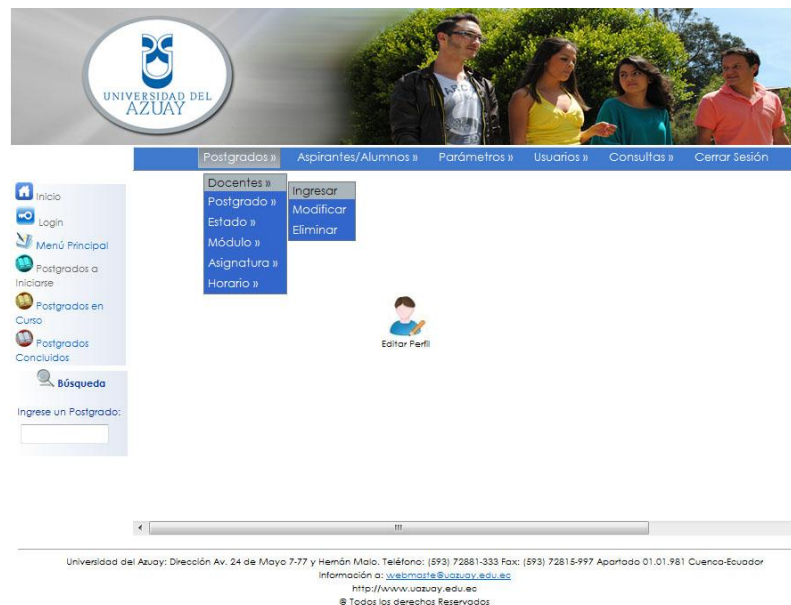 UNIVERSIDAD DEL
AZUAY
Postgrados » Aspirantes/Alumnos » Parámetros » Usuarios » Consultas » Cerrar Sesión
Docentes »
Postgrado »
Estado »
Módulo »
Asignatura »
Horario »
Ingresar
Modificar
Eliminar
Inicio
Login
Menú Principal
Postgrados a
Iniciarse
Postgrados en
Curso
Postgrados
Concluidos
Búsqueda
Ingrese un Postgrado:
Editar Perfil
Universidad del Azuay: Dirección Av. 24 de Mayo 7-77 y Hernán Malo. Teléfono: (593) 72881-333 Fax: (593) 72815-997 Apartado 01.01.981 Cuenca-Ecuador
Información a: webmaste@uazuay.edu.ec
http://www.uazuay.edu.ec
® Todos los derechos Reservados